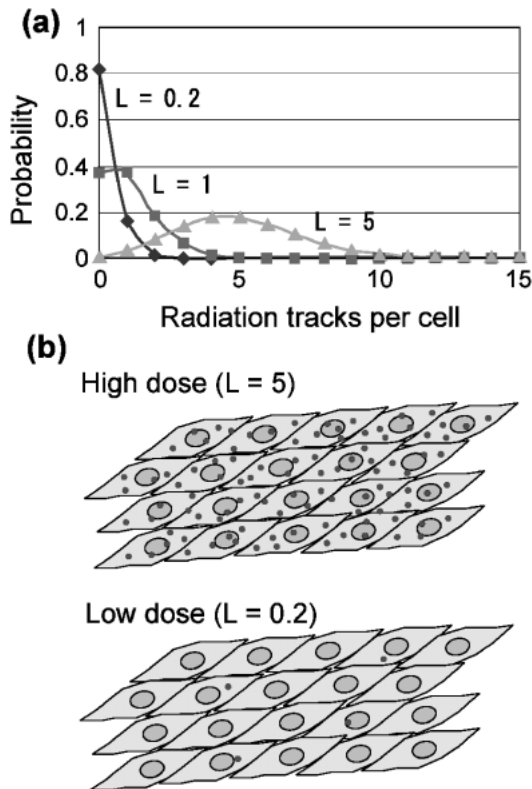 (a)
1
0.8
0.6
0.4
0.2
0
Probability
L = 0.2
L = 1
L = 5
0 5 10 15
Radiation tracks per cell
(b)
High dose (L = 5)
Low dose (L = 0.2)